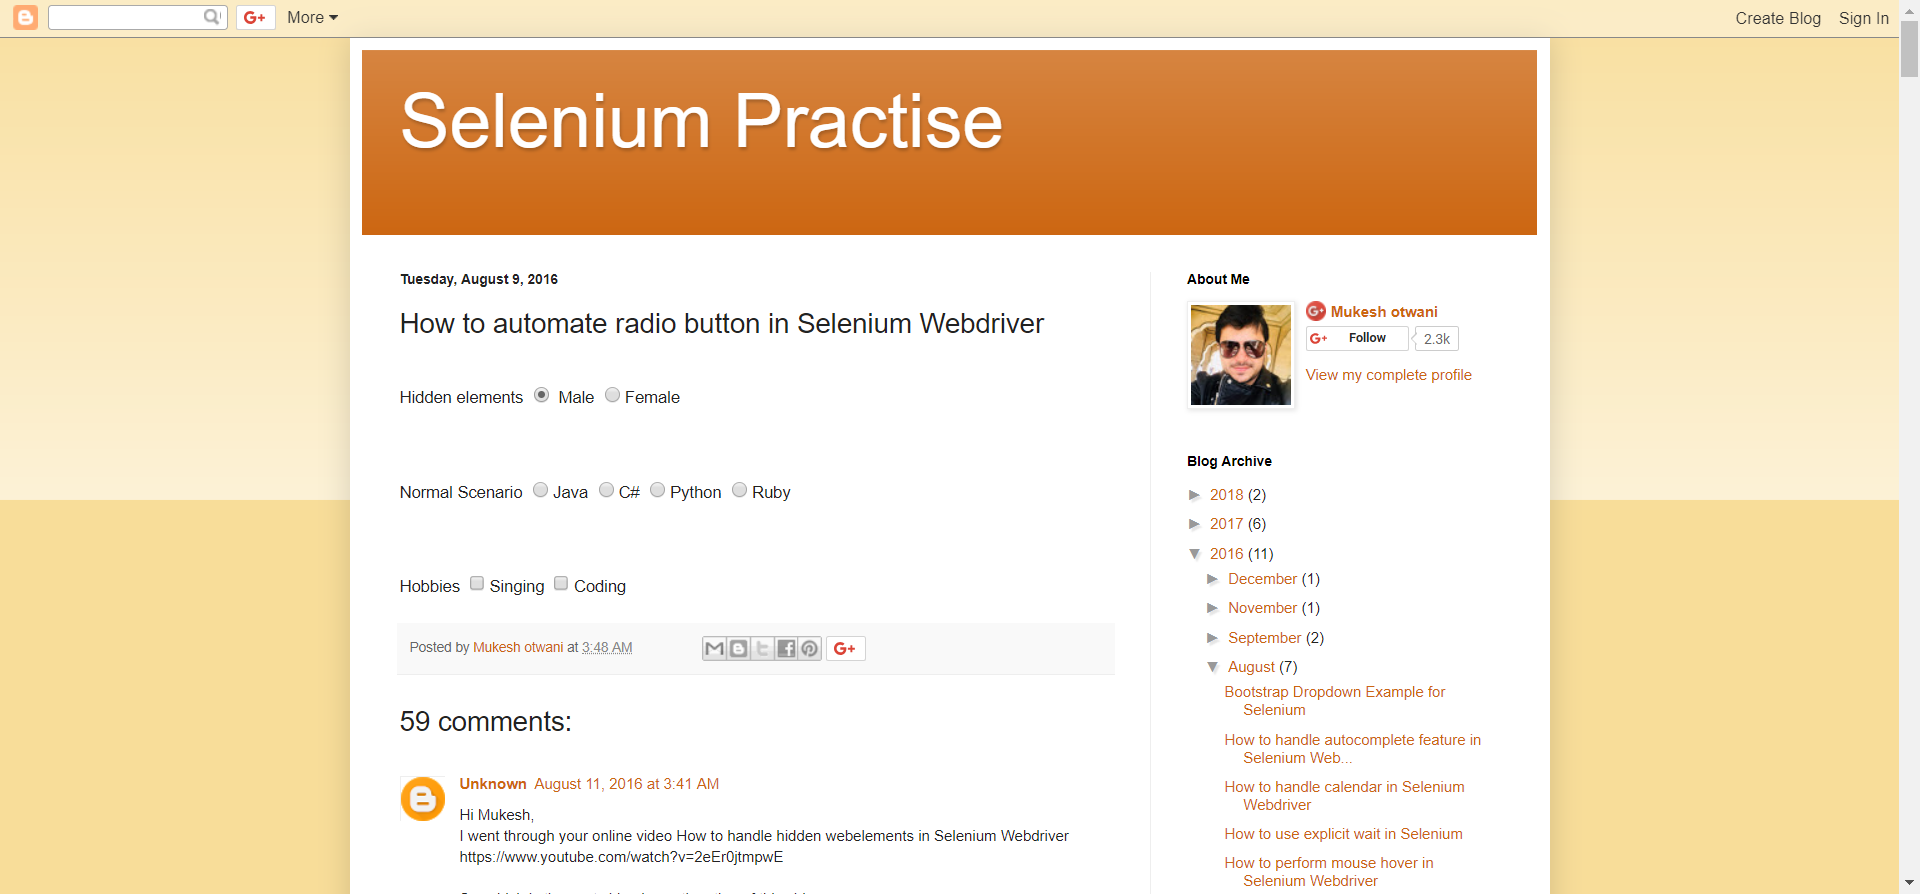 G+ More Create Blog Sign In
Selenium Practise
Tuesday, August 9, 2016
How to automate radio button in Selenium Webdriver
Hidden elements Male Female
Normal Scenario Java C# Python Ruby
Hobbies Singing Coding
Posted by Mukesh otwani at 3:48 AM G+
59 comments:
Unknown August 11, 2016 at 3:41 AM
Hi Mukesh,
I went through your online video How to handle hidden webelements in Selenium Webdriver
https://www.youtube.com/watch?v=2eEr0jtmpwE
About Me
G+ Mukesh otwani
G+ Follow 2.3k
View my complete profile
Blog Archive
► 2018 (2)
► 2017 (6)
▼ 2016 (11)
► December (1)
► November (1)
► September (2)
▼ August (7)
Bootstrap Dropdown Example for
Selenium
How to handle autocomplete feature in
Selenium Web...
How to handle calendar in Selenium
Webdriver
How to use explicit wait in Selenium
How to perform mouse hover in
Selenium Webdriver